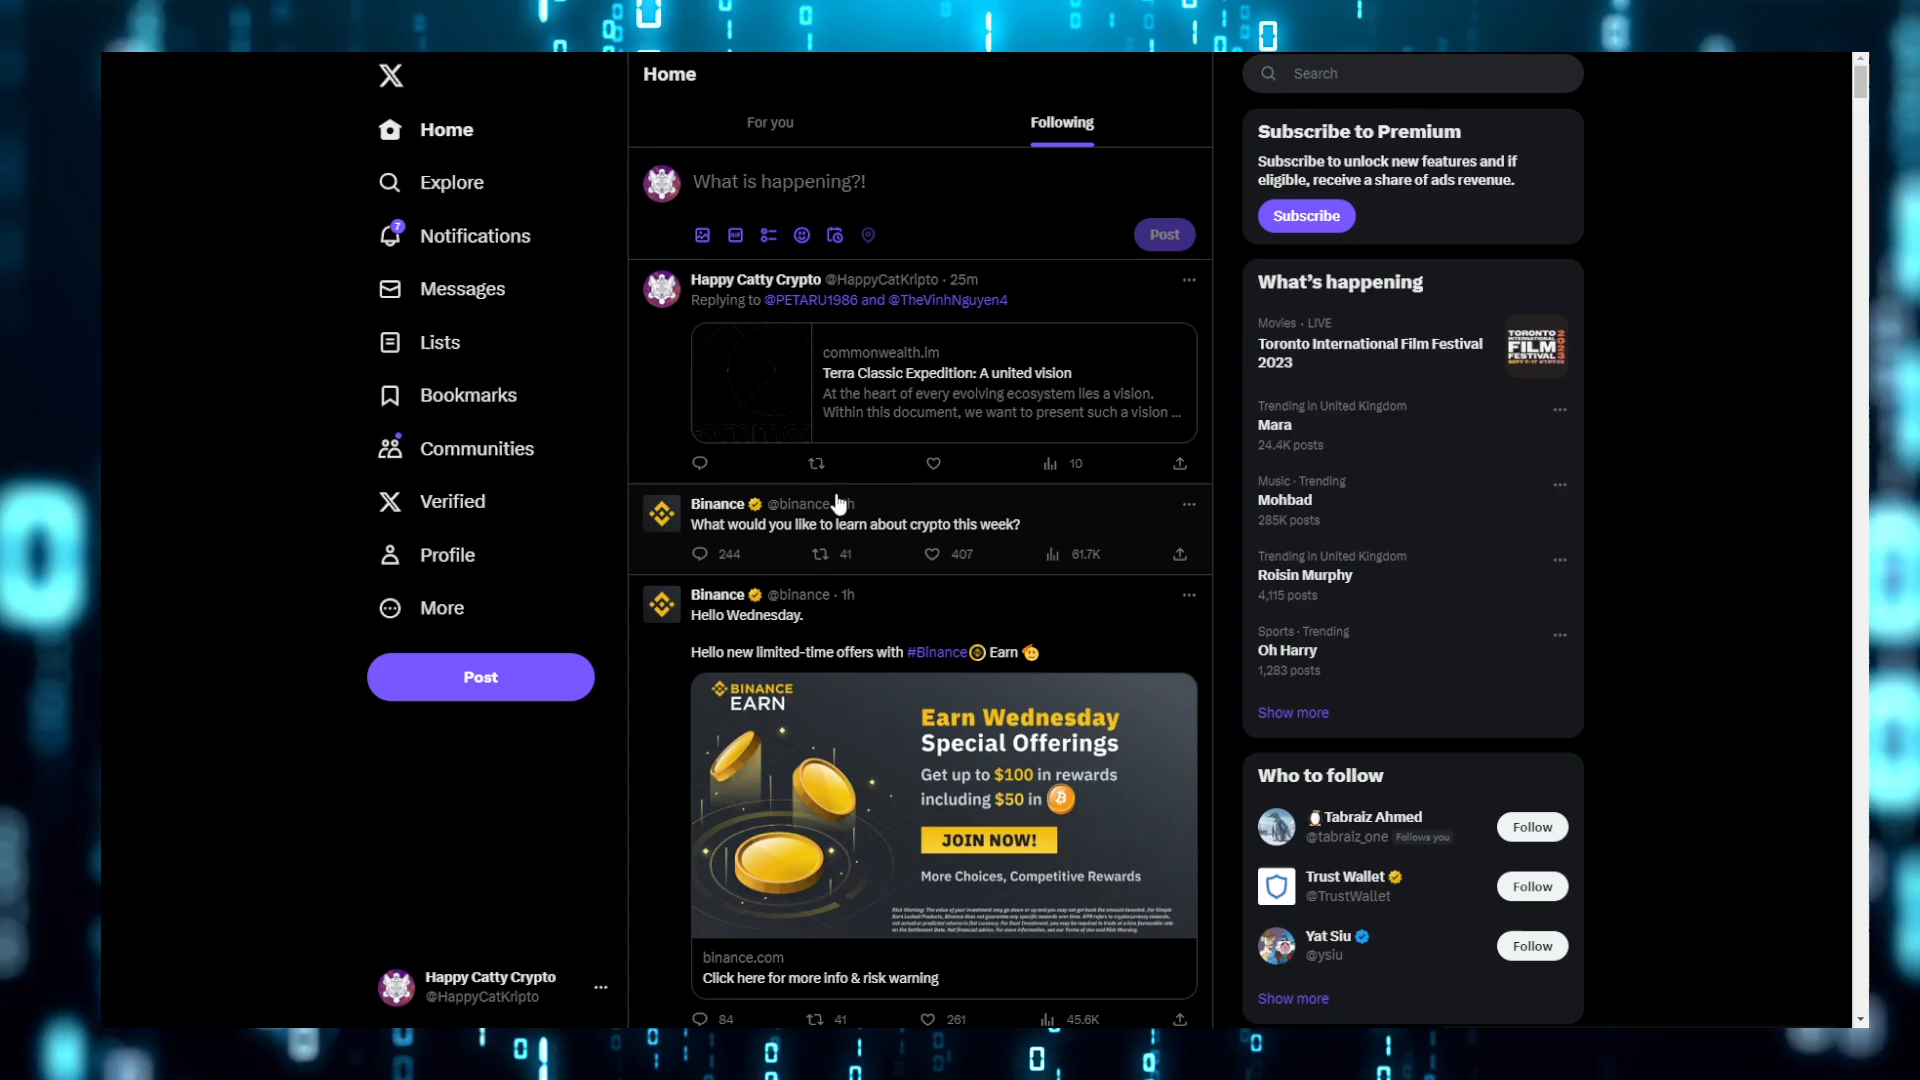 Home
Explore
7
Notifications
Messages
Lists
Bookmarks
Communities
Verified
Profile
More
Post
Happy Catty Crypto
@HappyCatKripto
Home
For you
Following
What is happening?!
GIF
Post
Happy Catty Crypto @HappyCatKripto · 25m
Replying to @PETARU1986 and @TheVinhNguyen4
commonwealth.im
Terra Classic Expedition: A united vision
At the heart of every evolving ecosystem lies a vision.
Within this document, we want to present such a vision ...
10
Binance @binance
What would you like to learn about crypto this week?
244 41 407 61.7K
Binance @binance · 1h
Hello Wednesday.
Hello new limited-time offers with #Binance Earn
BINANCE
EARN
Earn Wednesday
Special Offerings
Get up to $100 in rewards
including $50 in
JOIN NOW!
More Choices, Competitive Rewards
binance.com
Click here for more info & risk warning
84 41 261 45.6K
Search
Subscribe to Premium
Subscribe to unlock new features and if
eligible, receive a share of ads revenue.
Subscribe
What's happening
Movies · LIVE
Toronto International Film Festival
2023
TORONTO
INTERNATIONAL
FILM
FESTIVAL
2023
Trending in United Kingdom
Mara
24.4K posts
Music · Trending
Mohbad
285K posts
Trending in United Kingdom
Roisin Murphy
4,115 posts
Sports · Trending
Oh Harry
1,283 posts
Show more
Who to follow
Tabraiz Ahmed
@tabraiz_one Follows you
Follow
Trust Wallet
@TrustWallet
Follow
Yat Siu
@ysiu
Follow
Show more